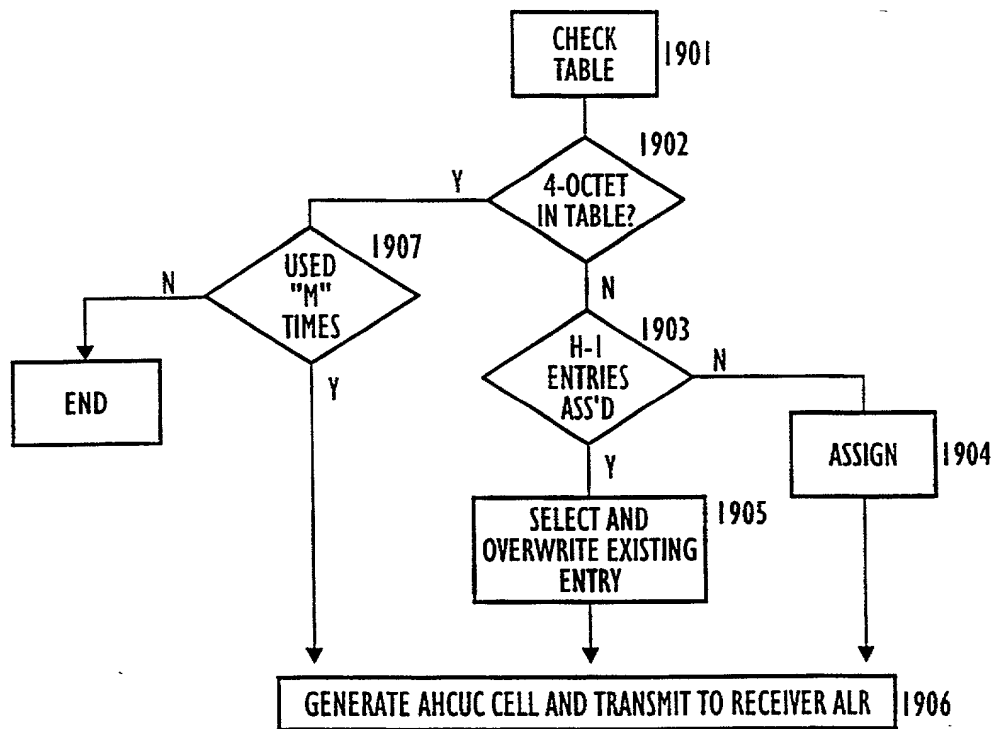 CHECK
TABLE
1901
1902
4-OCTET
IN TABLE?
Y
N
1907
USED
"M"
TIMES
N
Y
END
1903
H-1
ENTRIES
ASS'D
N
Y
ASSIGN
1904
1905
SELECT AND
OVERWRITE EXISTING
ENTRY
GENERATE AHCUC CELL AND TRANSMIT TO RECEIVER ALR
1906